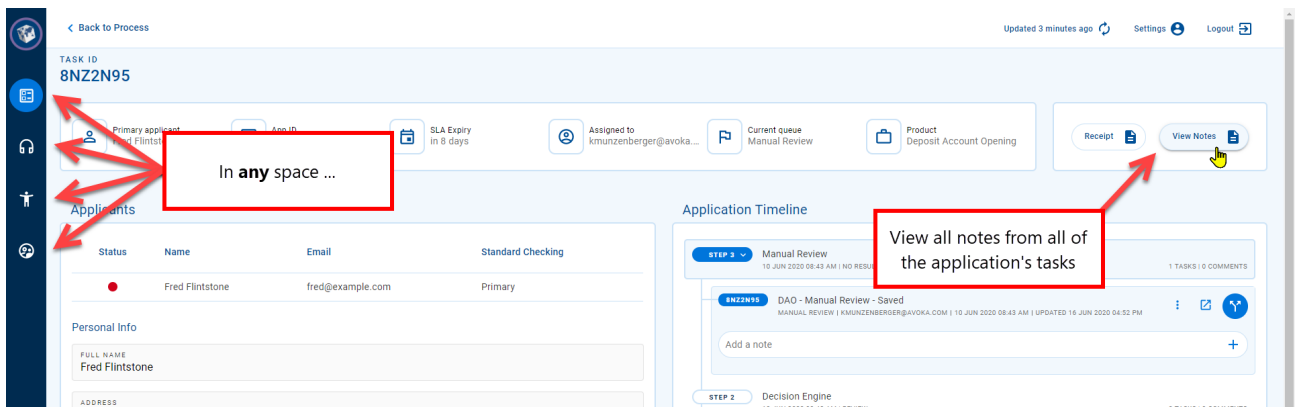 Back to Process
Updated 3 minutes ago
Settings
Logout
TASK ID
8NZ2N95
Primary applicant
Fred
App ID
SLA Expiry
in 8 days
Assigned to
kmunzenberger@avoka...
Current queue
Manual Review
Product
Deposit Account Opening
Receipt
View Notes
In any space ...
View all notes from all of
the application's tasks
Applicants
Status Name Email Standard Checking
Fred Flintstone fred@example.com Primary
Personal Info
FULL NAME
Fred Flintstone
ADDRESS
Application Timeline
STEP 3
Manual Review
10 JUN 2020 08:43 AM | NO
1 TASKS | 0 COMMENTS
8NZ2N95
DAO - Manual Review - Saved
MANUAL REVIEW | KMUNZENBERGER@AVOKA.COM | 10 JUN 2020 08:43 AM | UPDATED 16 JUN 2020 04:52 PM
Add a note
STEP 2
Decision Engine